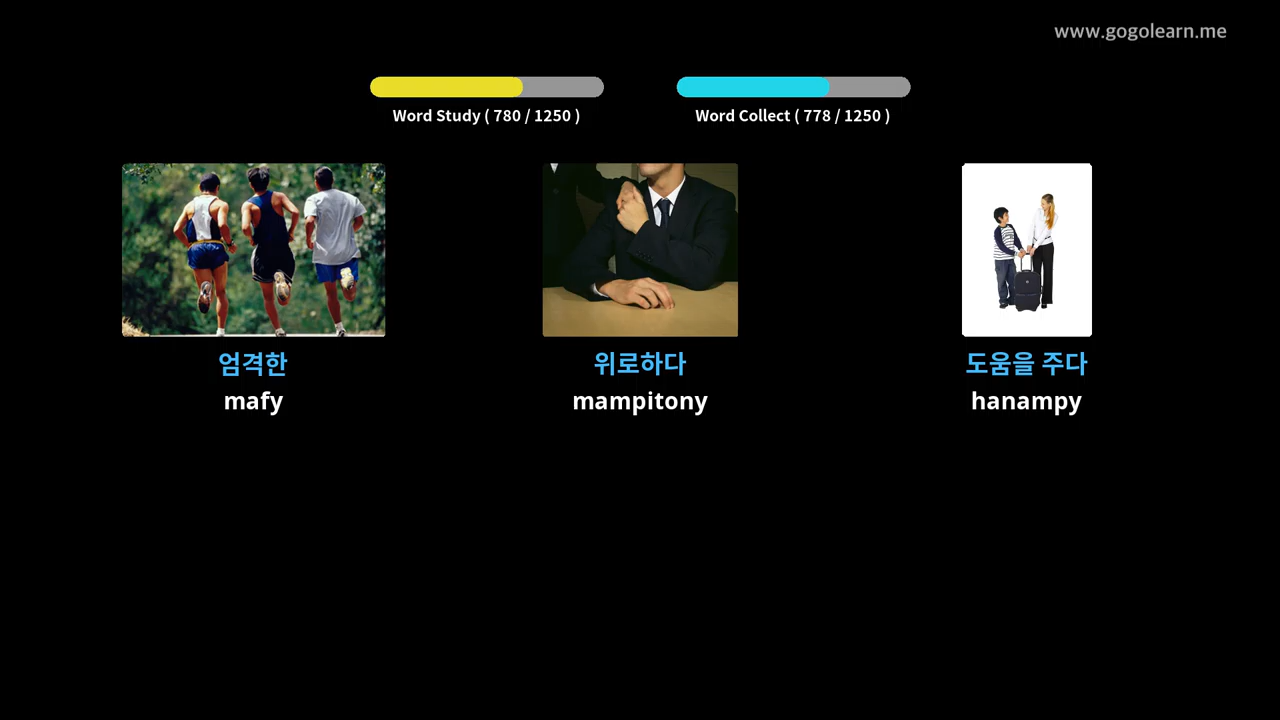 www.gogolearn.me
Word Study ( 780 / 1250 )
Word Collect ( 778 / 1250 )
엄격한
위로하다
도움을 주다
mafy
mampitony
hanampy